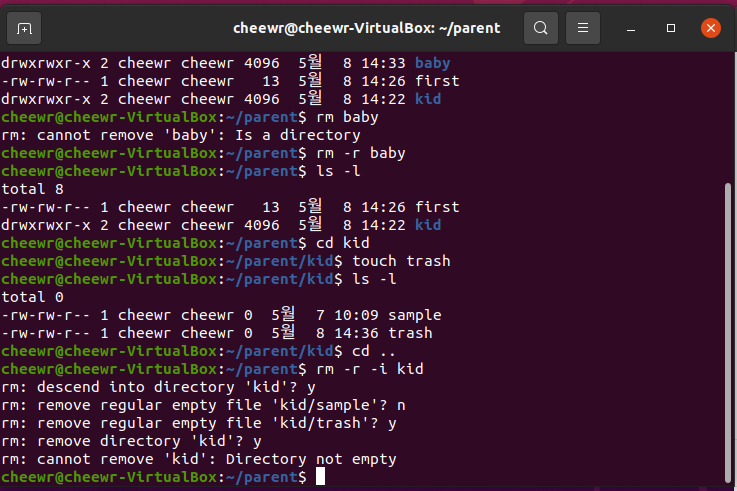 cheewr@cheewr-VirtualBox: ~/parent
drwxrwxr-x 2 cheewr cheewr 4096  5월  8 14:33 baby
-rw-rw-r-- 1 cheewr cheewr   13  5월  8 14:26 first
drwxrwxr-x 2 cheewr cheewr 4096  5월  8 14:22 kid
cheewr@cheewr-VirtualBox:~/parent$ rm baby
rm: cannot remove 'baby': Is a directory
cheewr@cheewr-VirtualBox:~/parent$ rm -r baby
cheewr@cheewr-VirtualBox:~/parent$ ls -l
total 8
-rw-rw-r-- 1 cheewr cheewr   13  5월  8 14:26 first
drwxrwxr-x 2 cheewr cheewr 4096  5월  8 14:22 kid
cheewr@cheewr-VirtualBox:~/parent$ cd kid
cheewr@cheewr-VirtualBox:~/parent/kid$ touch trash
cheewr@cheewr-VirtualBox:~/parent/kid$ ls -l
total 0
-rw-rw-r-- 1 cheewr cheewr 0  5월  7 10:09 sample
-rw-rw-r-- 1 cheewr cheewr 0  5월  8 14:36 trash
cheewr@cheewr-VirtualBox:~/parent/kid$ cd ..
cheewr@cheewr-VirtualBox:~/parent$ rm -r -i kid
rm: descend into directory 'kid'? y
rm: remove regular empty file 'kid/sample'? n
rm: remove regular empty file 'kid/trash'? y
rm: remove directory 'kid'? y
rm: cannot remove 'kid': Directory not empty
cheewr@cheewr-VirtualBox:~/parent$